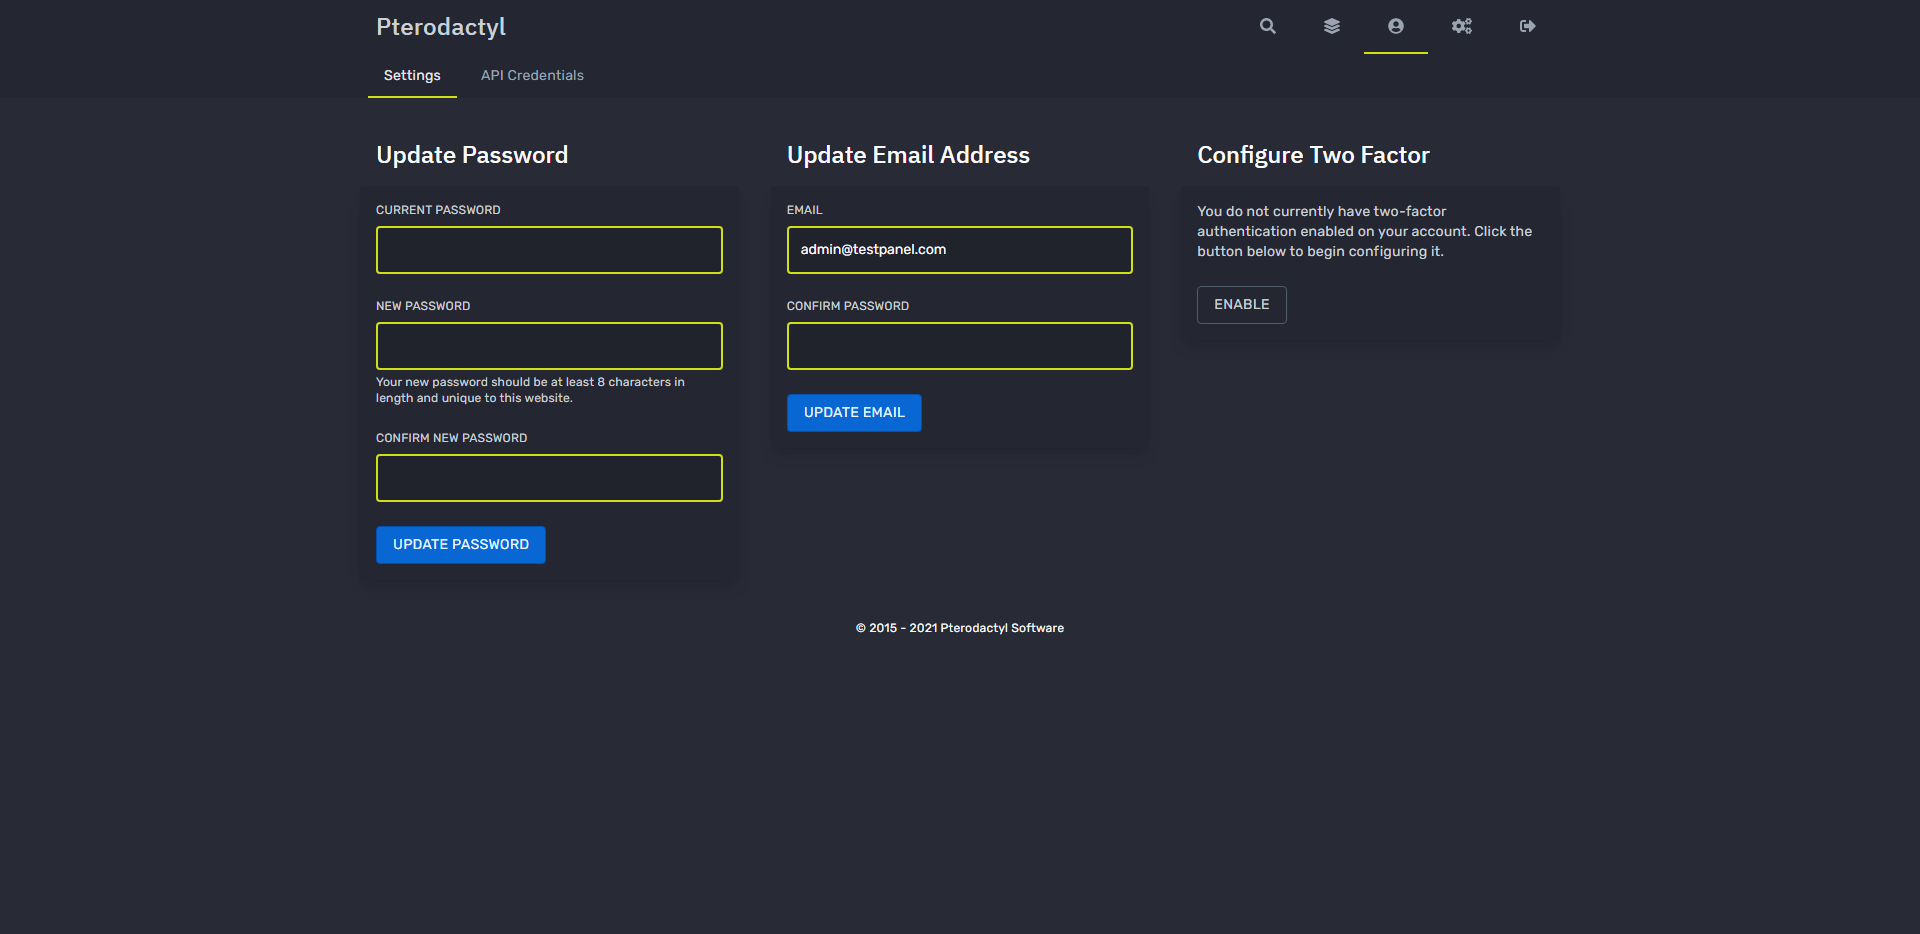 Pterodactyl
Settings
API Credentials
Update Password
CURRENT PASSWORD
NEW PASSWORD
Your new password should be at least 8 characters in
length and unique to this website.
CONFIRM NEW PASSWORD
UPDATE PASSWORD
Update Email Address
EMAIL
admin@testpanel.com
CONFIRM PASSWORD
UPDATE EMAIL
Configure Two Factor
You do not currently have two-factor
authentication enabled on your account. Click the
button below to begin configuring it.
ENABLE
© 2015 - 2021 Pterodactyl Software